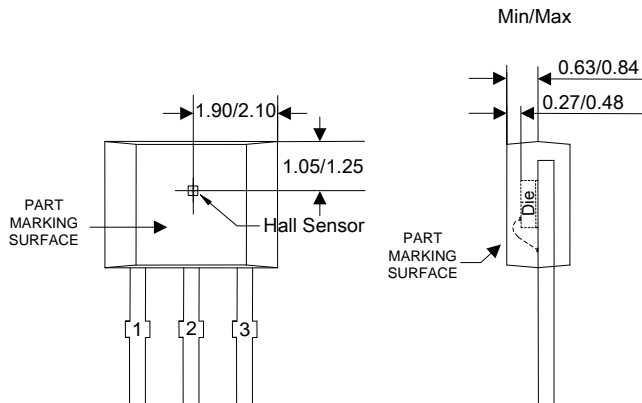 Min/Max
0.63/0.84
1.90/2.10
0.27/0.48
1.05/1.25
PART
MARKING
SURFACE
Hall Sensor
Die
PART
MARKING
SURFACE
1 2 3